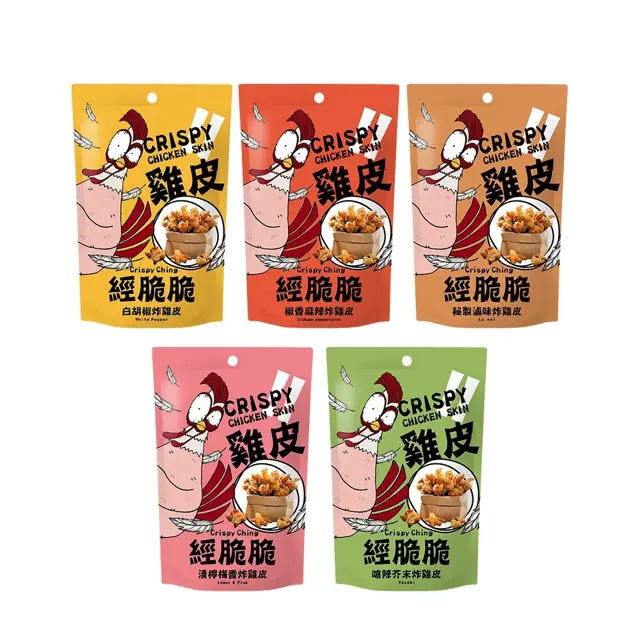 CRISPY
CHICKEN SKIN
雞皮
Crispy Ching
經脆脆
白胡椒炸雞皮
White Pepper
CRISPY
CHICKEN SKIN
雞皮
Crispy Ching
經脆脆
椒香麻辣炸雞皮
CRISPY
CHICKEN SKIN
雞皮
Crispy Ching
經脆脆
秘製滷味炸雞皮
Lu wei
CRISPY
CHICKEN SKIN
雞皮
Crispy Ching
經脆脆
漬檸梅香炸雞皮
Lemon & Plum
CRISPY
CHICKEN SKIN
雞皮
Crispy Ching
經脆脆
嗆辣芥末炸雞皮
Wasabi